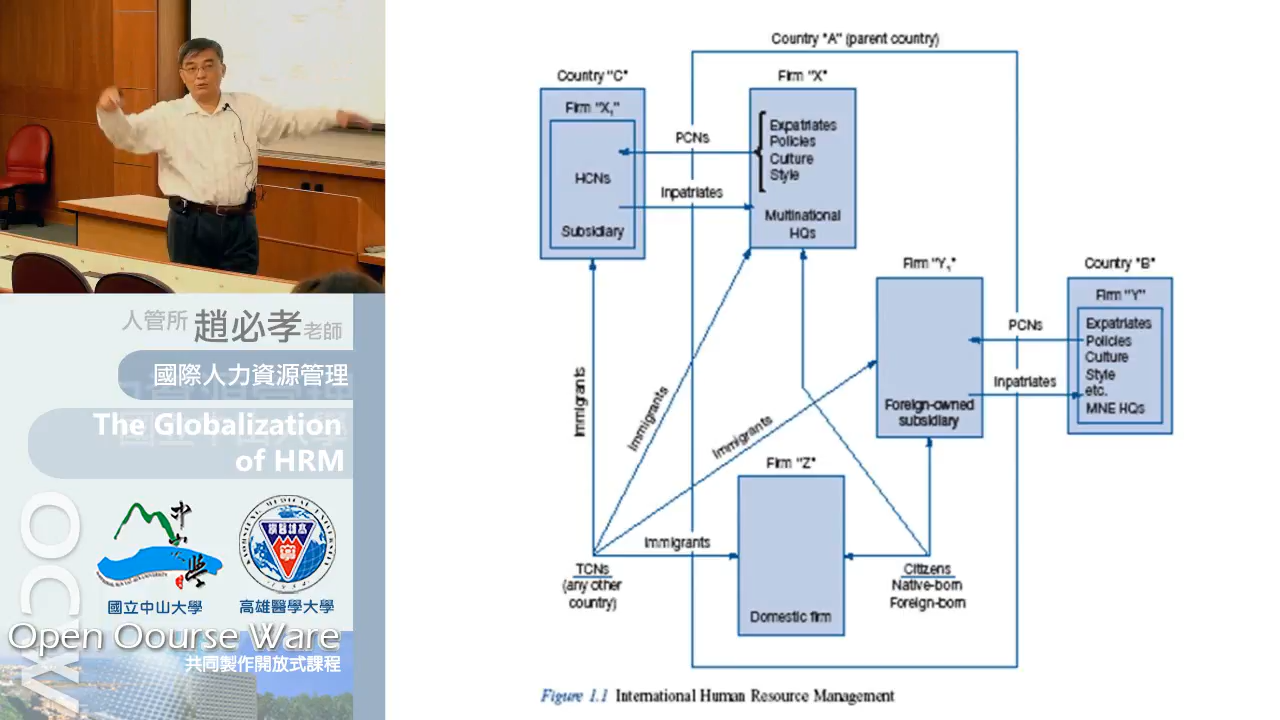 人管所 趙必孝老師
國際人力資源管理
The Globalization
of HRM
國立中山大學
高雄醫學大學
OCW
Open Oourse Ware
共同製作開放式課程
Country "A" (parent country)
Country "C"
Firm "X₁"
HCNs
Subsidiary
PCNs
Inpatriates
Firm "X"
Expatriates
Policies
Culture
Style
Multinational
HQs
Firm "Y₁"
Foreign-owned
subsidiary
PCNs
Inpatriates
Country "B"
Firm "Y"
Expatriates
Policies
Culture
Style
etc.
MNE HQs
Immigrants
Immigrants
Immigrants
Immigrants
Firm "Z"
Domestic firm
TCNs
(any other
country)
Citizens
Native-born
Foreign-born
Figure 1.1 International Human Resource Management